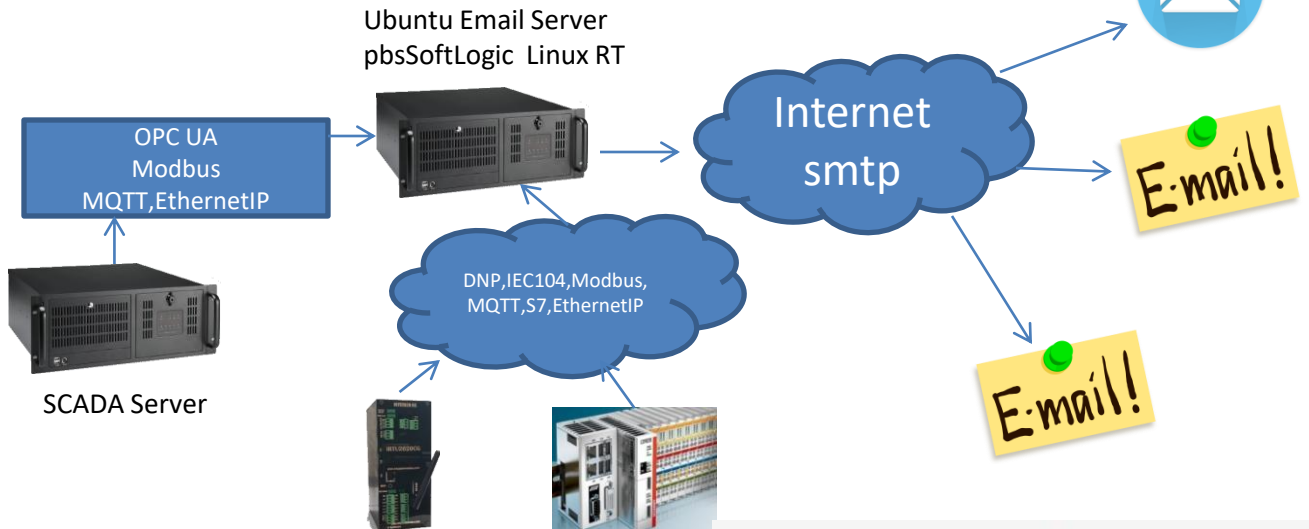 Ubuntu Email Server
pbsSoftLogic Linux RT
OPC UA
Modbus
MQTT,EthernetIP
Internet
smtp
E-mail!
DNP,IEC104,Modbus,
MQTT,S7,EthernetIP
SCADA Server
E-mail!